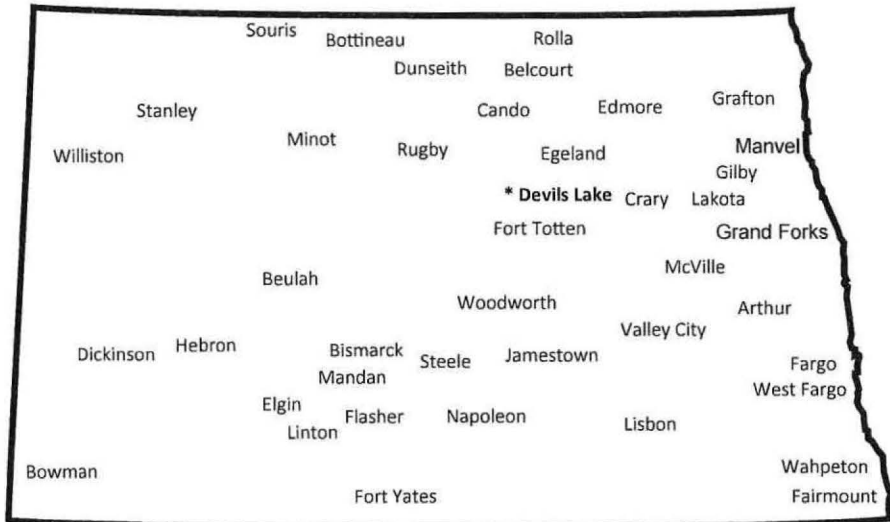 Souris
Bottineau
Rolla
Dunseith
Belcourt
Stanley
Cando
Edmore
Grafton
Minot
Williston
Rugby
Egeland
Manvel
Gilby
* Devils Lake
Crary
Lakota
Fort Totten
Grand Forks
McVille
Beulah
Woodworth
Arthur
Valley City
Dickinson
Hebron
Bismarck
Steele
Jamestown
Fargo
Mandan
West Fargo
Elgin
Flasher
Napoleon
Linton
Lisbon
Bowman
Wahpeton
Fort Yates
Fairmount